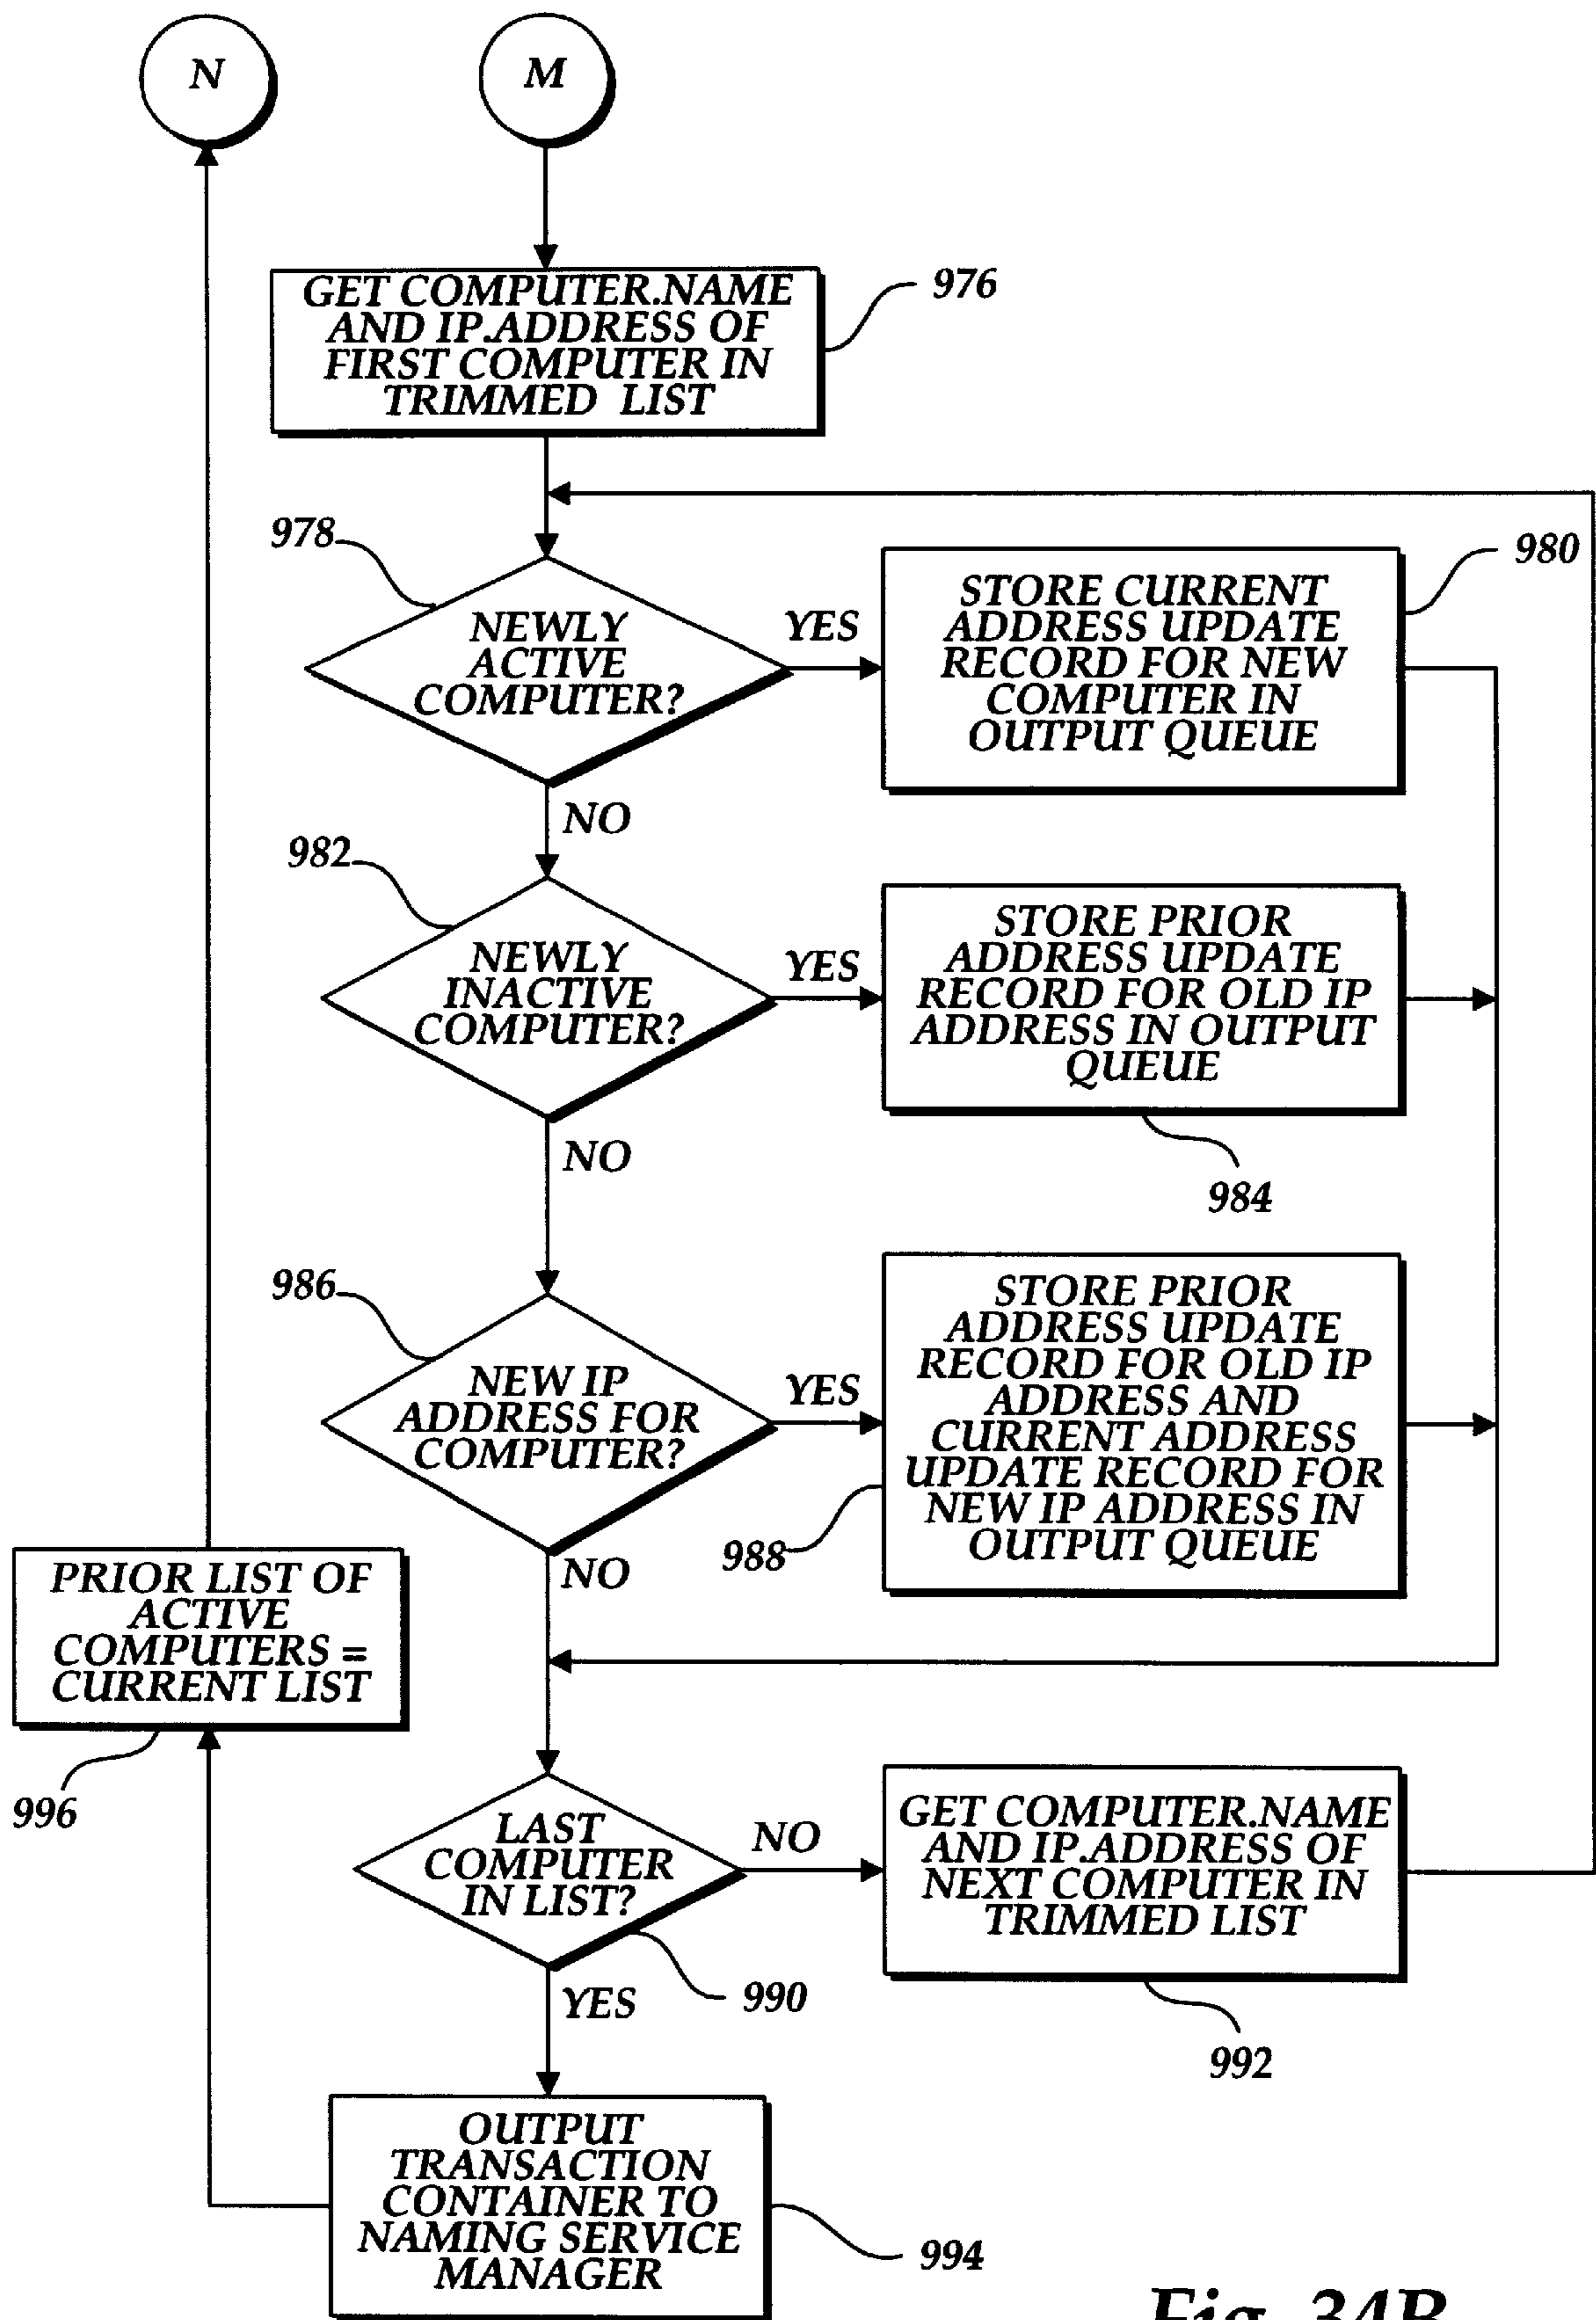 N
M
GET COMPUTER.NAME
AND IP.ADDRESS OF
FIRST COMPUTER IN
TRIMMED LIST
976
978
NEWLY
ACTIVE
COMPUTER?
YES
NO
STORE CURRENT
ADDRESS UPDATE
RECORD FOR NEW
COMPUTER IN
OUTPUT QUEUE
980
982
NEWLY
INACTIVE
COMPUTER?
YES
NO
STORE PRIOR
ADDRESS UPDATE
RECORD FOR OLD IP
ADDRESS IN OUTPUT
QUEUE
984
986
NEW IP
ADDRESS FOR
COMPUTER?
YES
NO
STORE PRIOR
ADDRESS UPDATE
RECORD FOR OLD IP
ADDRESS AND
CURRENT ADDRESS
UPDATE RECORD FOR
NEW IP ADDRESS IN
OUTPUT QUEUE
988
PRIOR LIST OF
ACTIVE
COMPUTERS =
CURRENT LIST
996
LAST
COMPUTER
IN LIST?
NO
YES
990
GET COMPUTER.NAME
AND IP.ADDRESS OF
NEXT COMPUTER IN
TRIMMED LIST
992
OUTPUT
TRANSACTION
CONTAINER TO
NAMING SERVICE
MANAGER
994
Fig. 34B